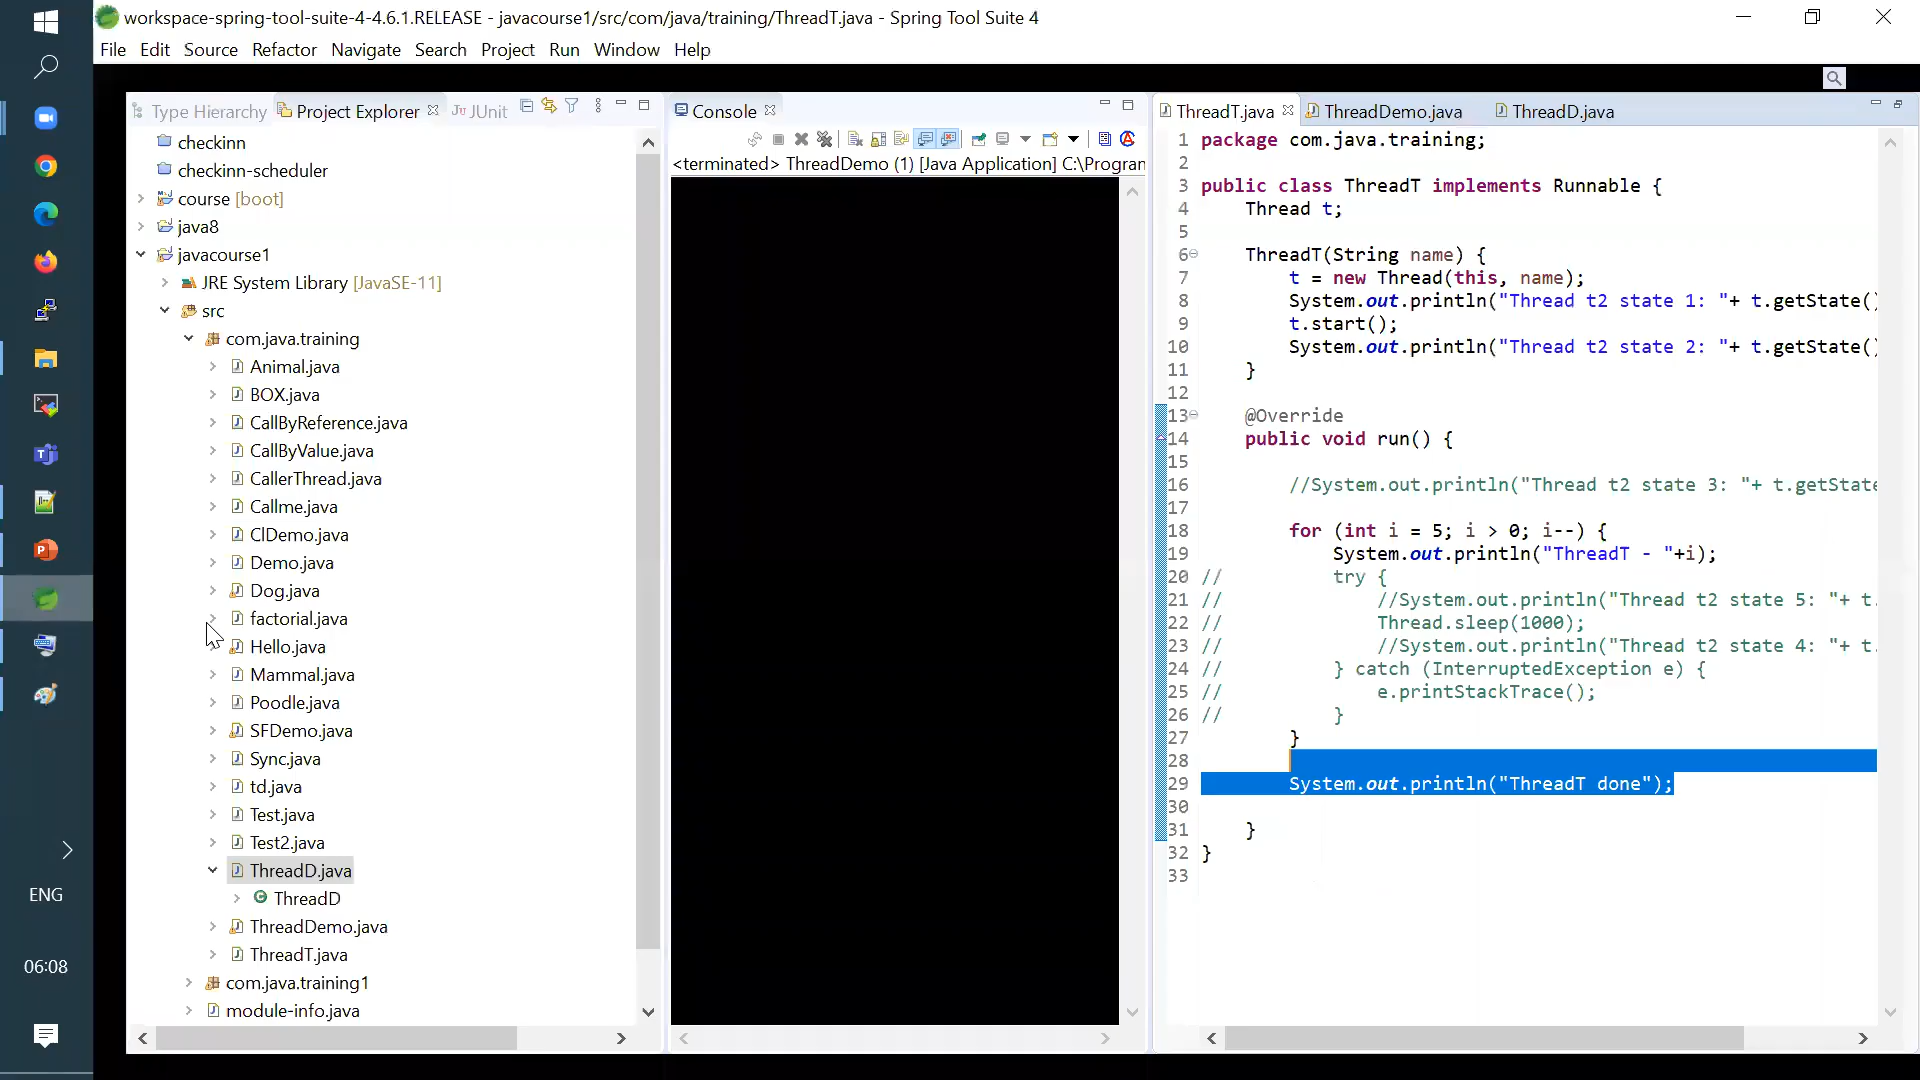 workspace-spring-tool-suite-4-4.6.1.RELEASE - javacourse1/src/com/java/training/ThreadT.java - Spring Tool Suite 4
File Edit Source Refactor Navigate Search Project Run Window Help
Type Hierarchy Project Explorer JUnit
checkinn
checkinn-scheduler
course [boot]
java8
javacourse1
JRE System Library [JavaSE-11]
src
com.java.training
Animal.java
BOX.java
CallByReference.java
CallByValue.java
CallerThread.java
Callme.java
ClDemo.java
Demo.java
Dog.java
factorial.java
Hello.java
Mammal.java
Poodle.java
SFDemo.java
Sync.java
td.java
Test.java
Test2.java
ThreadD.java
ThreadD
ThreadDemo.java
ThreadT.java
com.java.training1
module-info.java
Console
<terminated> ThreadDemo (1) [Java Application] C:\Progran
ThreadT.java ThreadDemo.java ThreadD.java
1 package com.java.training;
2
3 public class ThreadT implements Runnable {
4 Thread t;
5
6 ThreadT(String name) {
7 t = new Thread(this, name);
8 System.out.println("Thread t2 state 1: "+ t.getState()
9 t.start();
10 System.out.println("Thread t2 state 2: "+ t.getState()
11 }
12
13 @Override
14 public void run() {
15
16 //System.out.println("Thread t2 state 3: "+ t.getState
17
18 for (int i = 5; i > 0; i--) {
19 System.out.println("ThreadT - "+i);
20 // try {
21 // //System.out.println("Thread t2 state 5: "+ t.
22 // Thread.sleep(1000);
23 // //System.out.println("Thread t2 state 4: "+ t.
24 // } catch (InterruptedException e) {
25 // e.printStackTrace();
26 // }
27 }
28
29 System.out.println("ThreadT done");
30
31 }
32 }
33
ENG
06:08